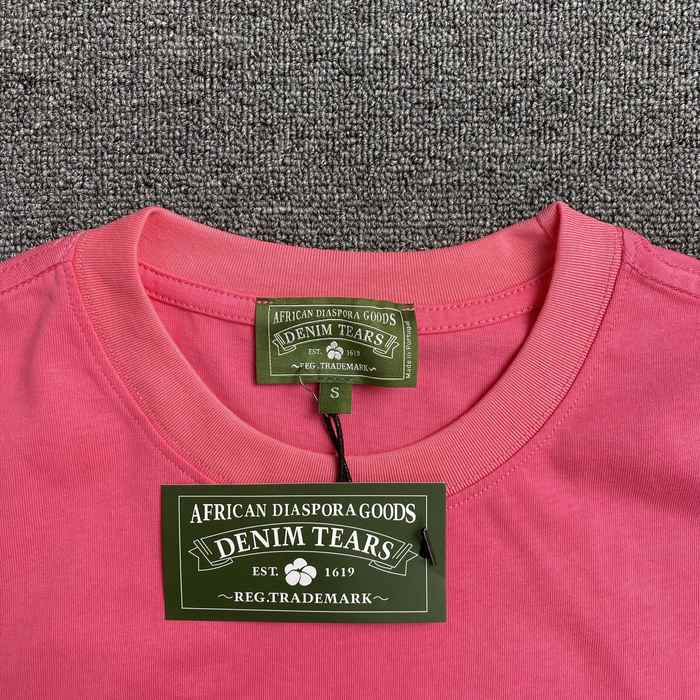 AFRICAN DIASPORA GOODS
DENIM TEARS
EST. 1619
~REG.TRADEMARK~
Made in Portugal
S
AFRICAN DIASPORA GOODS
DENIM TEARS
EST. 1619
~REG.TRADEMARK~